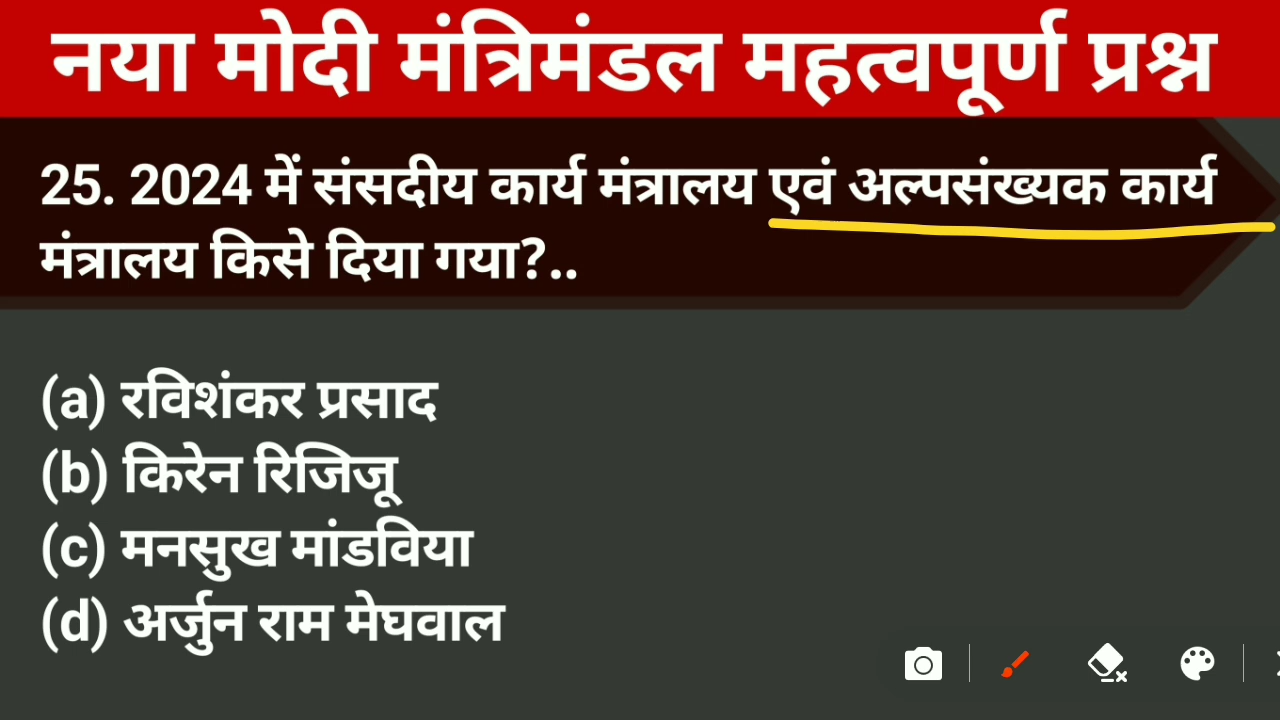 नया मोदी मंत्रिमंडल महत्वपूर्ण प्रश्न
25. 2024 में संसदीय कार्य मंत्रालय एवं अल्पसंख्यक कार्य
मंत्रालय किसे दिया गया?..
(a) रविशंकर प्रसाद
(b) किरेन रिजिजू
(c) मनसुख मांडविया
(d) अर्जुन राम मेघवाल